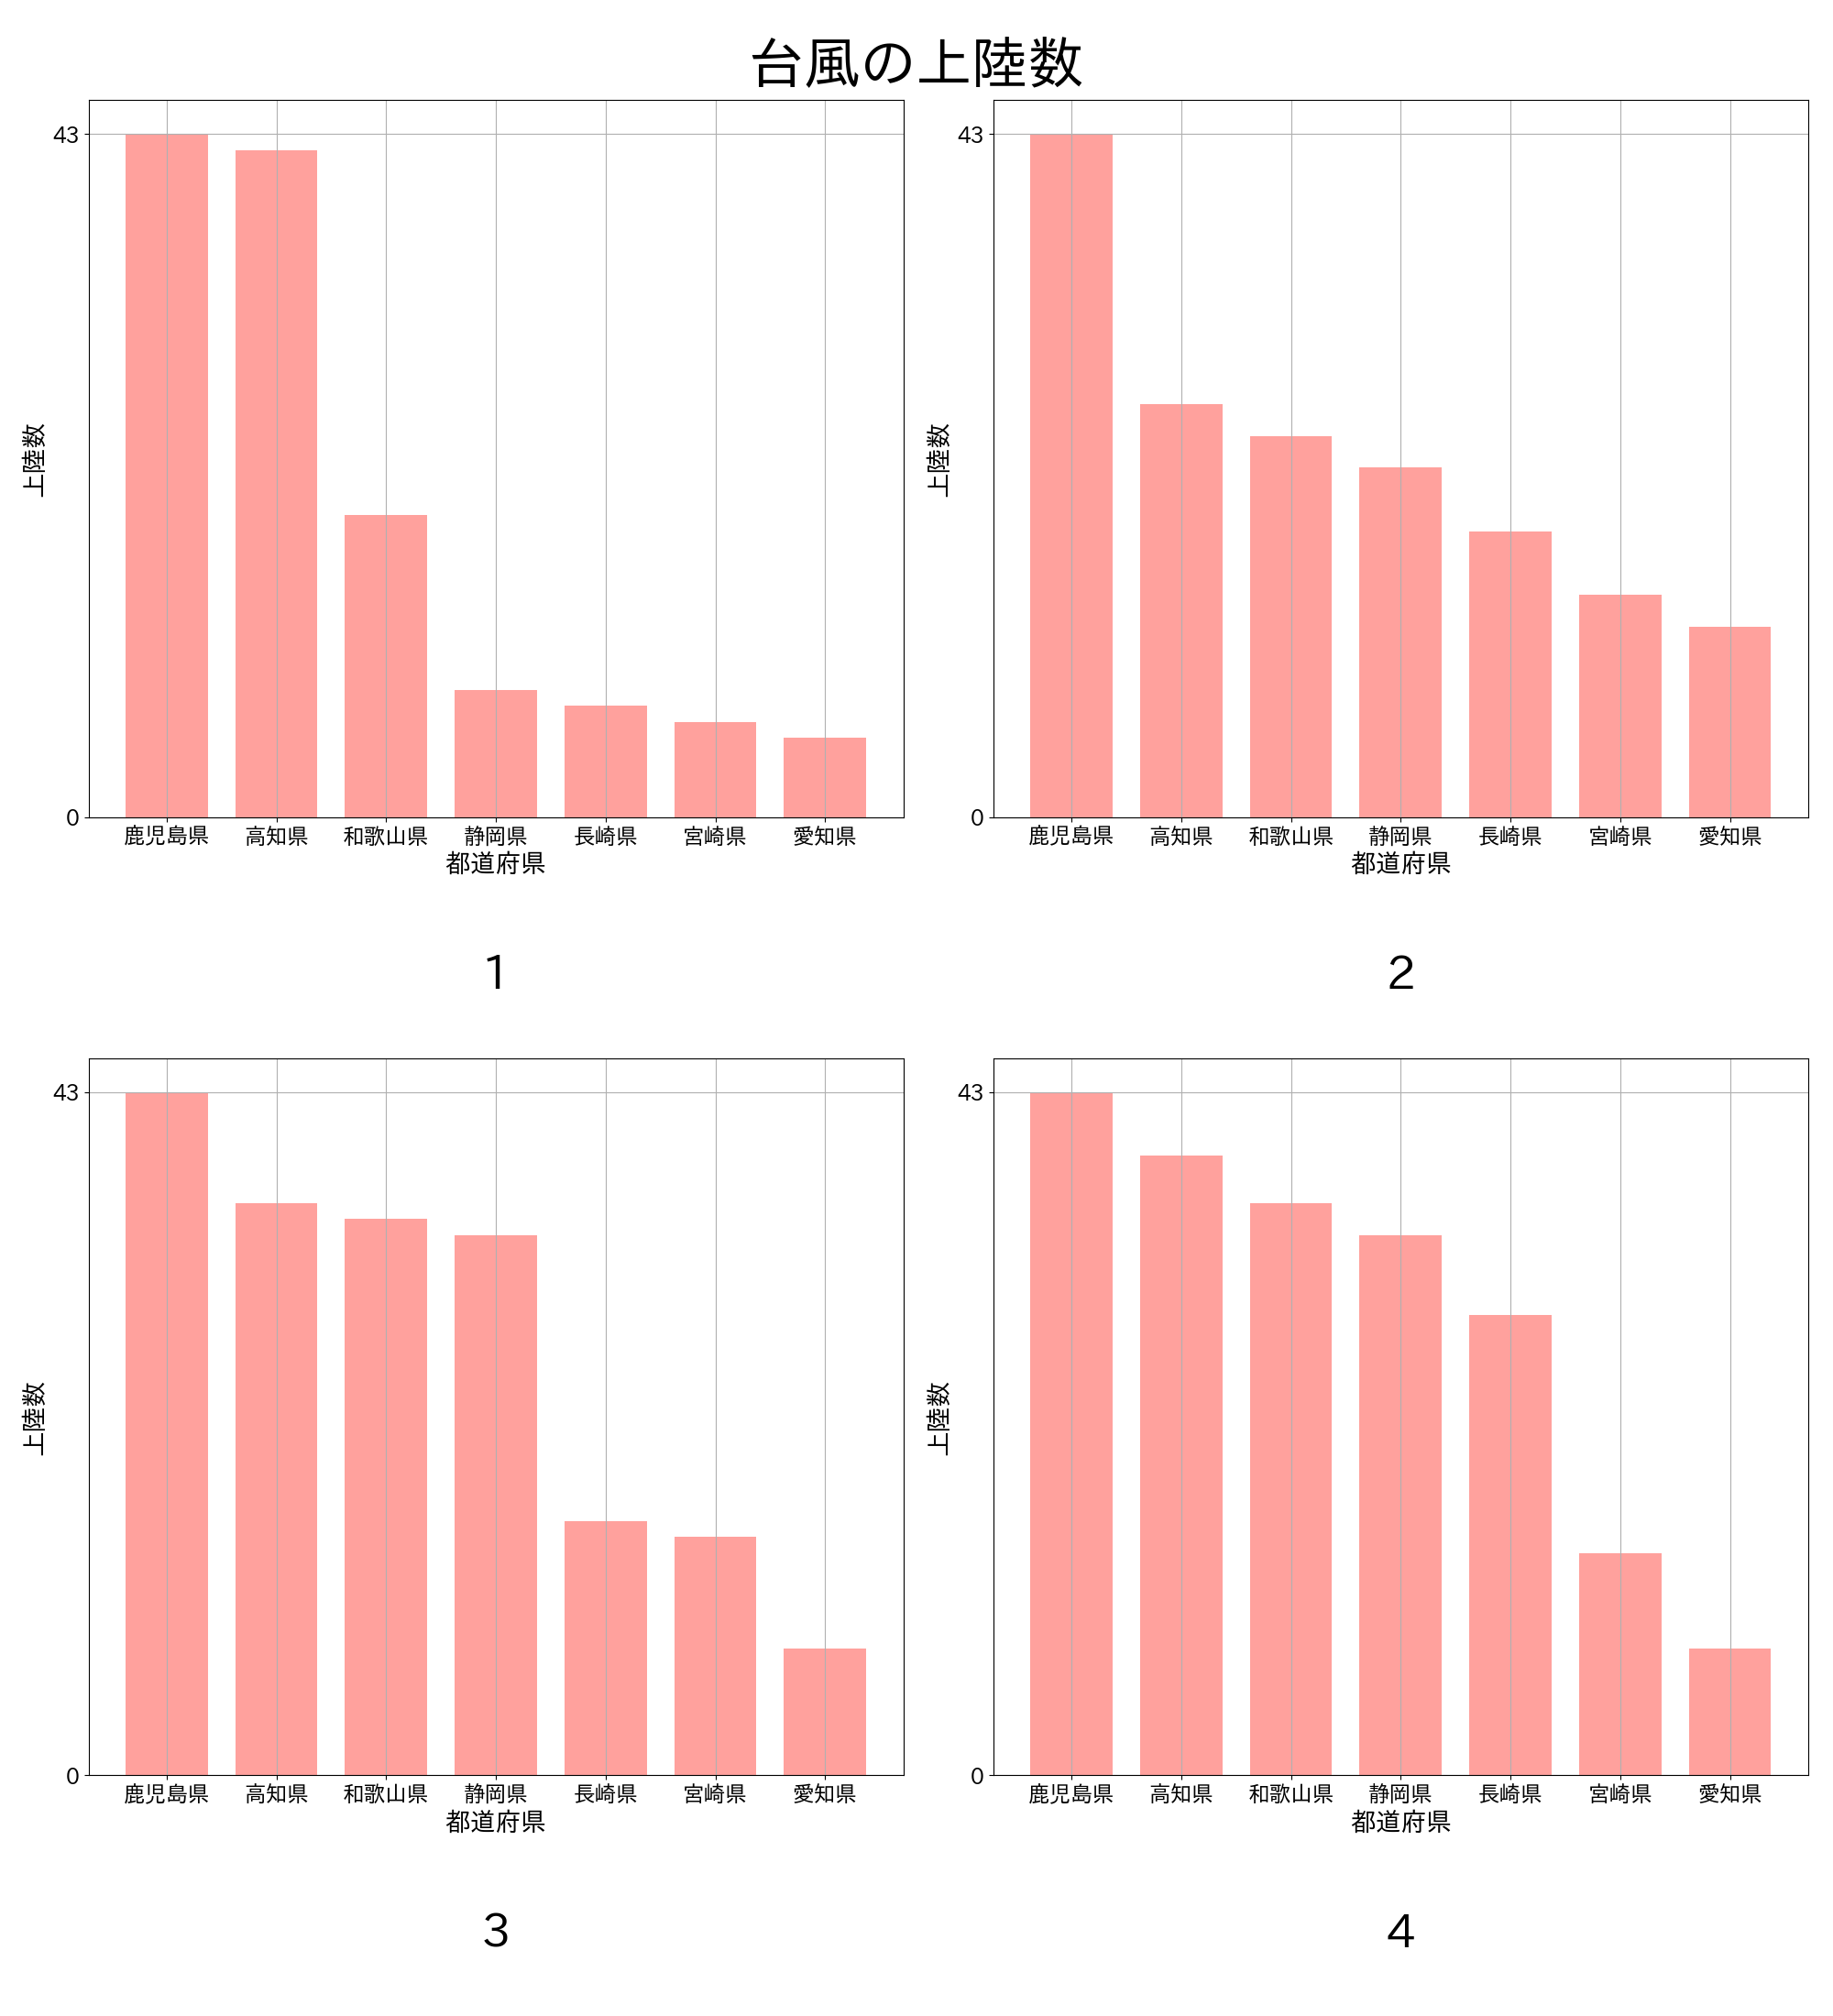 台風の上陸数
43
0
上陸数
鹿児島県 高知県 和歌山県 静岡県 長崎県 宮崎県 愛知県
都道府県
1
43
0
上陸数
鹿児島県 高知県 和歌山県 静岡県 長崎県 宮崎県 愛知県
都道府県
2
43
0
上陸数
鹿児島県 高知県 和歌山県 静岡県 長崎県 宮崎県 愛知県
都道府県
3
43
0
上陸数
鹿児島県 高知県 和歌山県 静岡県 長崎県 宮崎県 愛知県
都道府県
4